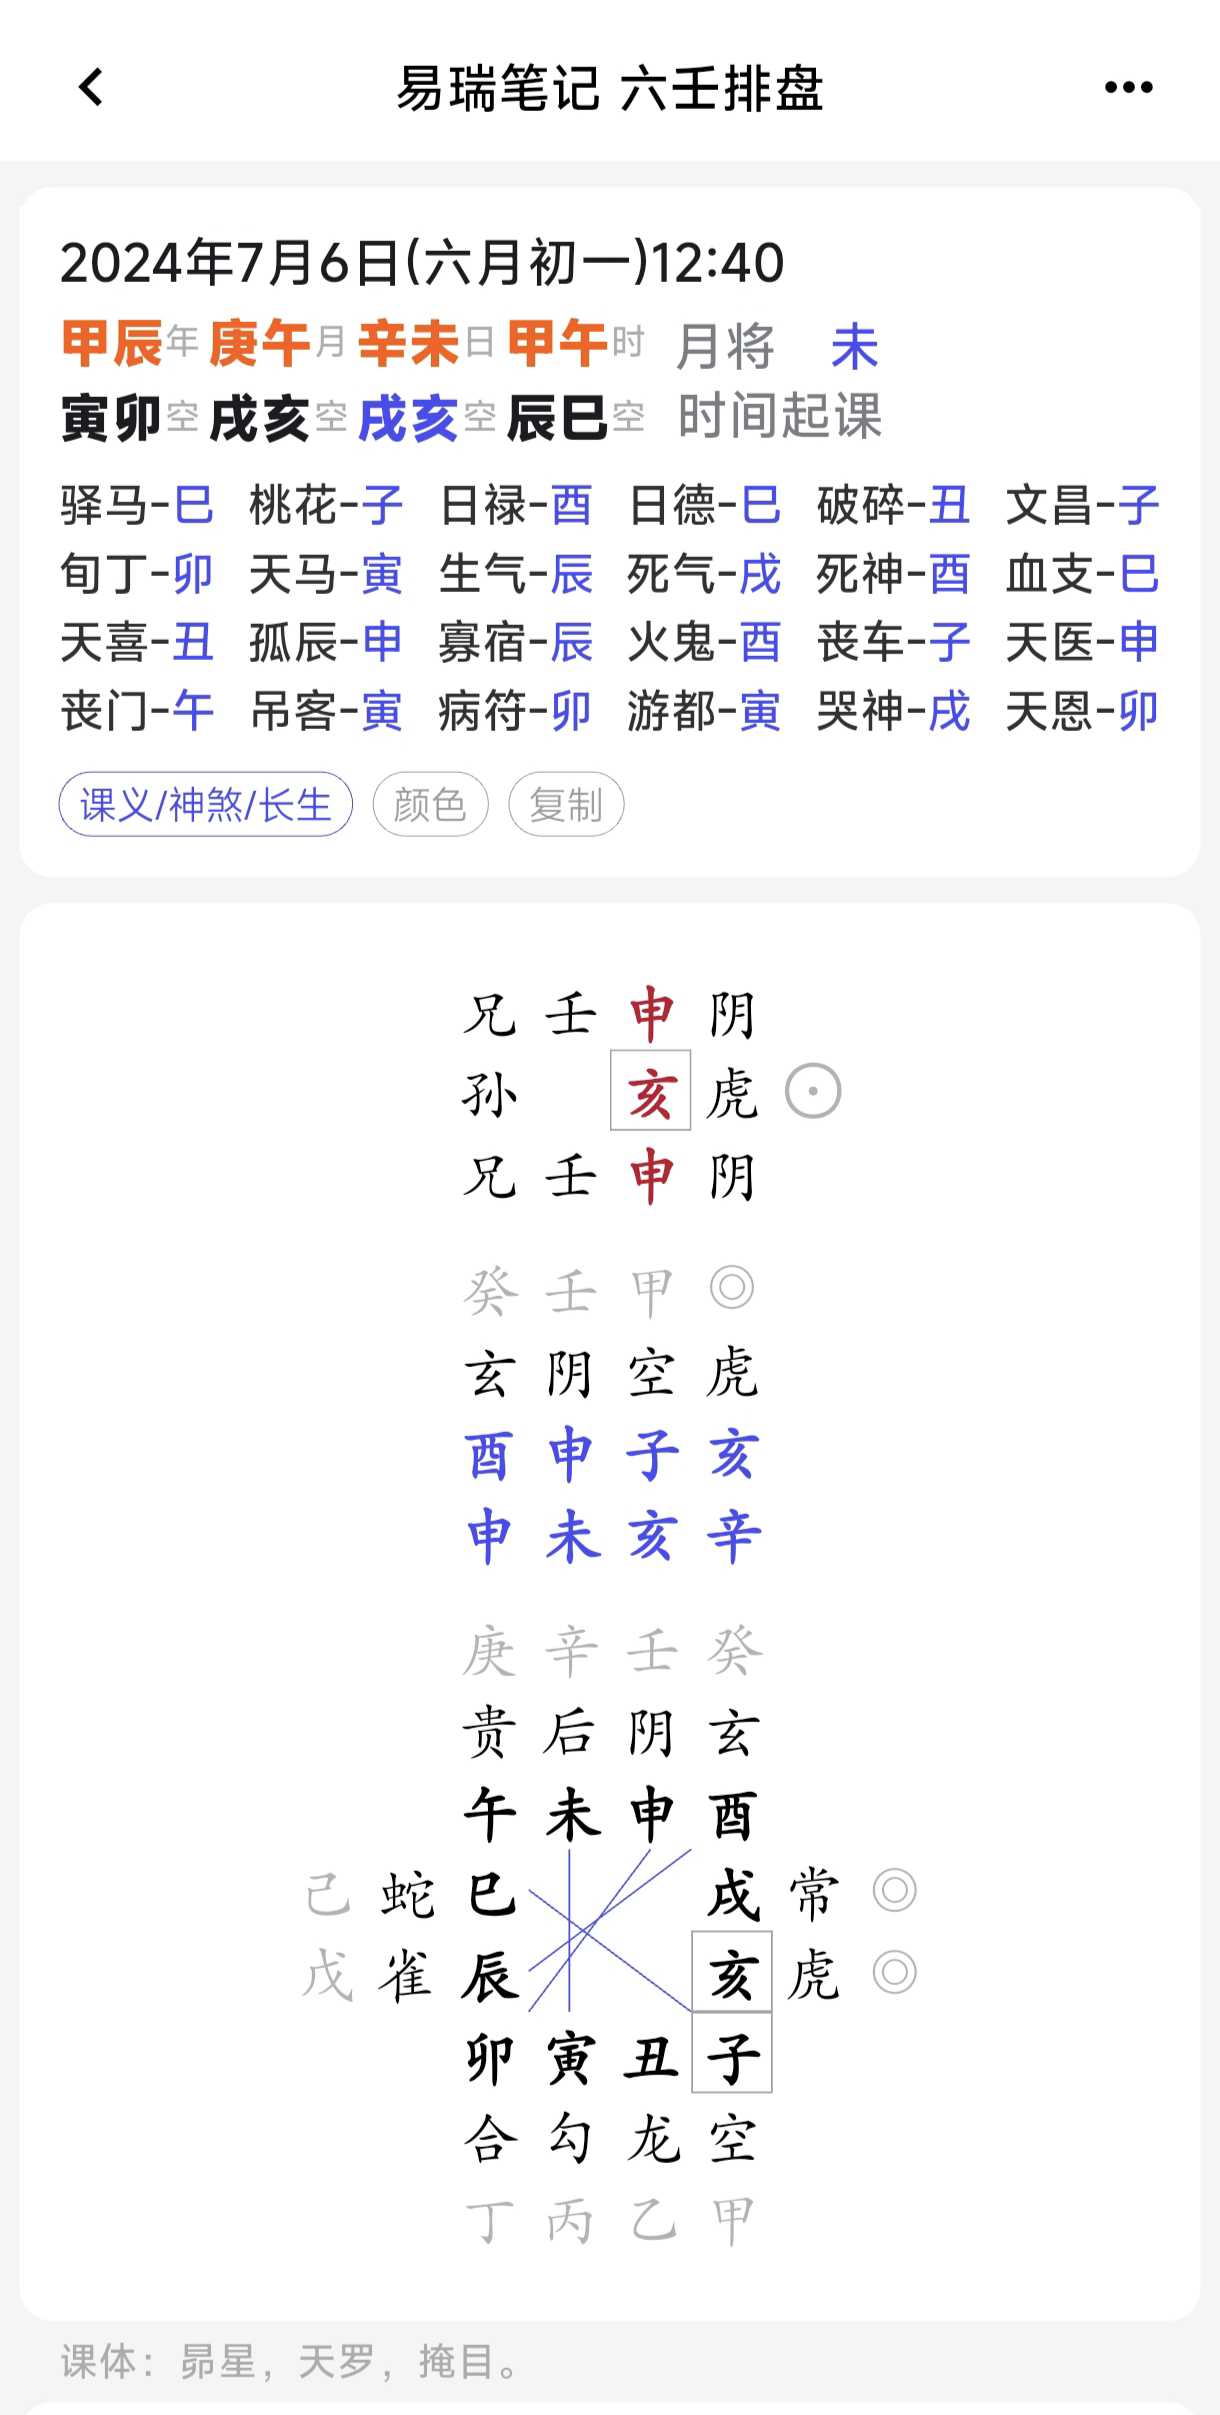 易瑞笔记 六壬排盘
2024年7月6日(六月初一)12:40
甲辰年 庚午月 辛未日 甲午时 月将 未
寅卯空 戌亥空 戌亥空 辰巳空 时间起课
驿马-巳 桃花-子 日禄-酉 日德-巳 破碎-丑 文昌-子
旬丁-卯 天马-寅 生气-辰 死气-戌 死神-酉 血支-巳
天喜-丑 孤辰-申 寡宿-辰 火鬼-酉 丧车-子 天医-申
丧门-午 吊客-寅 病符-卯 游都-寅 哭神-戌 天恩-卯
课义/神煞/长生 颜色 复制
兄 壬 申 阴
孙 亥 虎
兄 壬 申 阴
癸 壬 甲
玄 阴 空 虎
酉 申 子 亥
申 未 亥 辛
庚 辛 壬 癸
贵 后 阴 玄
午 未 申 酉
己 蛇 巳 戌 常
戊 雀 辰 亥 虎
卯 寅 丑 子
合 勾 龙 空
丁 丙 乙 甲
课体：昴星，天罗，掩目。